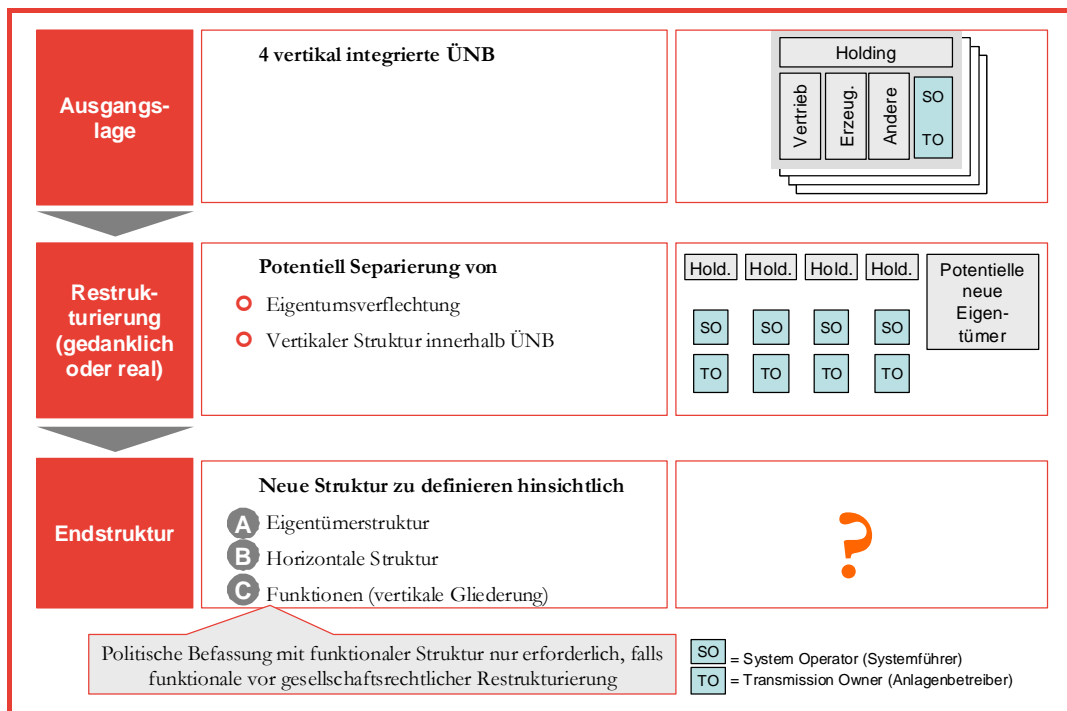 Ausgangs-
lage
4 vertikal integrierte ÜNB
Holding
Vertrieb
Erzeug.
Andere
SO
TO
Restruk-
turierung
(gedanklich
oder real)
Potentiell Separierung von
Eigentumsverflechtung
Vertikaler Struktur innerhalb ÜNB
Hold. Hold. Hold. Hold.
SO SO SO SO
TO TO TO TO
Potentielle
neue
Eigen-
tümer
Endstruktur
Neue Struktur zu definieren hinsichtlich
A Eigentümerstruktur
B Horizontale Struktur
C Funktionen (vertikale Gliederung)
?
Politische Befassung mit funktionaler Struktur nur erforderlich, falls
funktionale vor gesellschaftsrechtlicher Restrukturierung
SO = System Operator (Systemführer)
TO = Transmission Owner (Anlagenbetreiber)